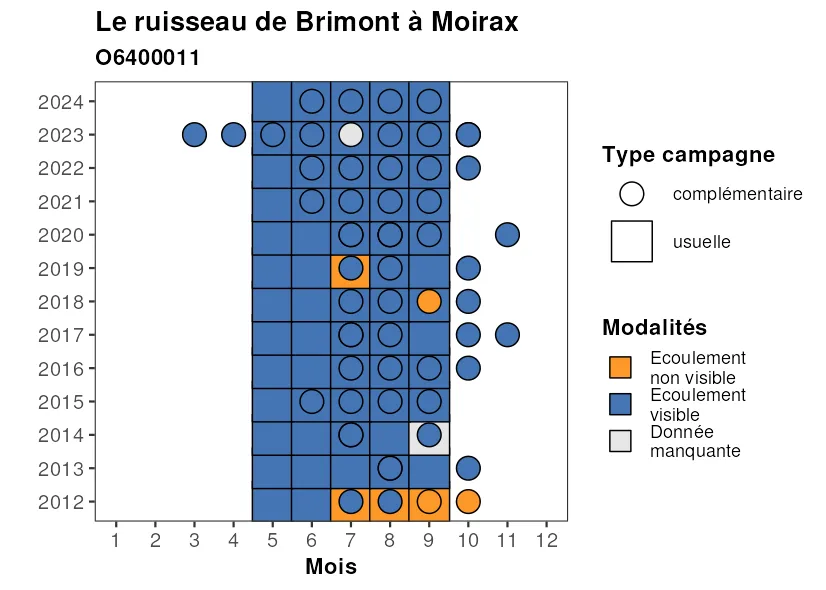 Le ruisseau de Brimont à Moirax
O6400011
2024
2023
2022
2021
2020
2019
2018
2017
2016
2015
2014
2013
2012
1 2 3 4 5 6 7 8 9 10 11 12
Mois
Type campagne
complémentaire
usuelle
Modalités
Ecoulement
non visible
Ecoulement
visible
Donnée
manquante